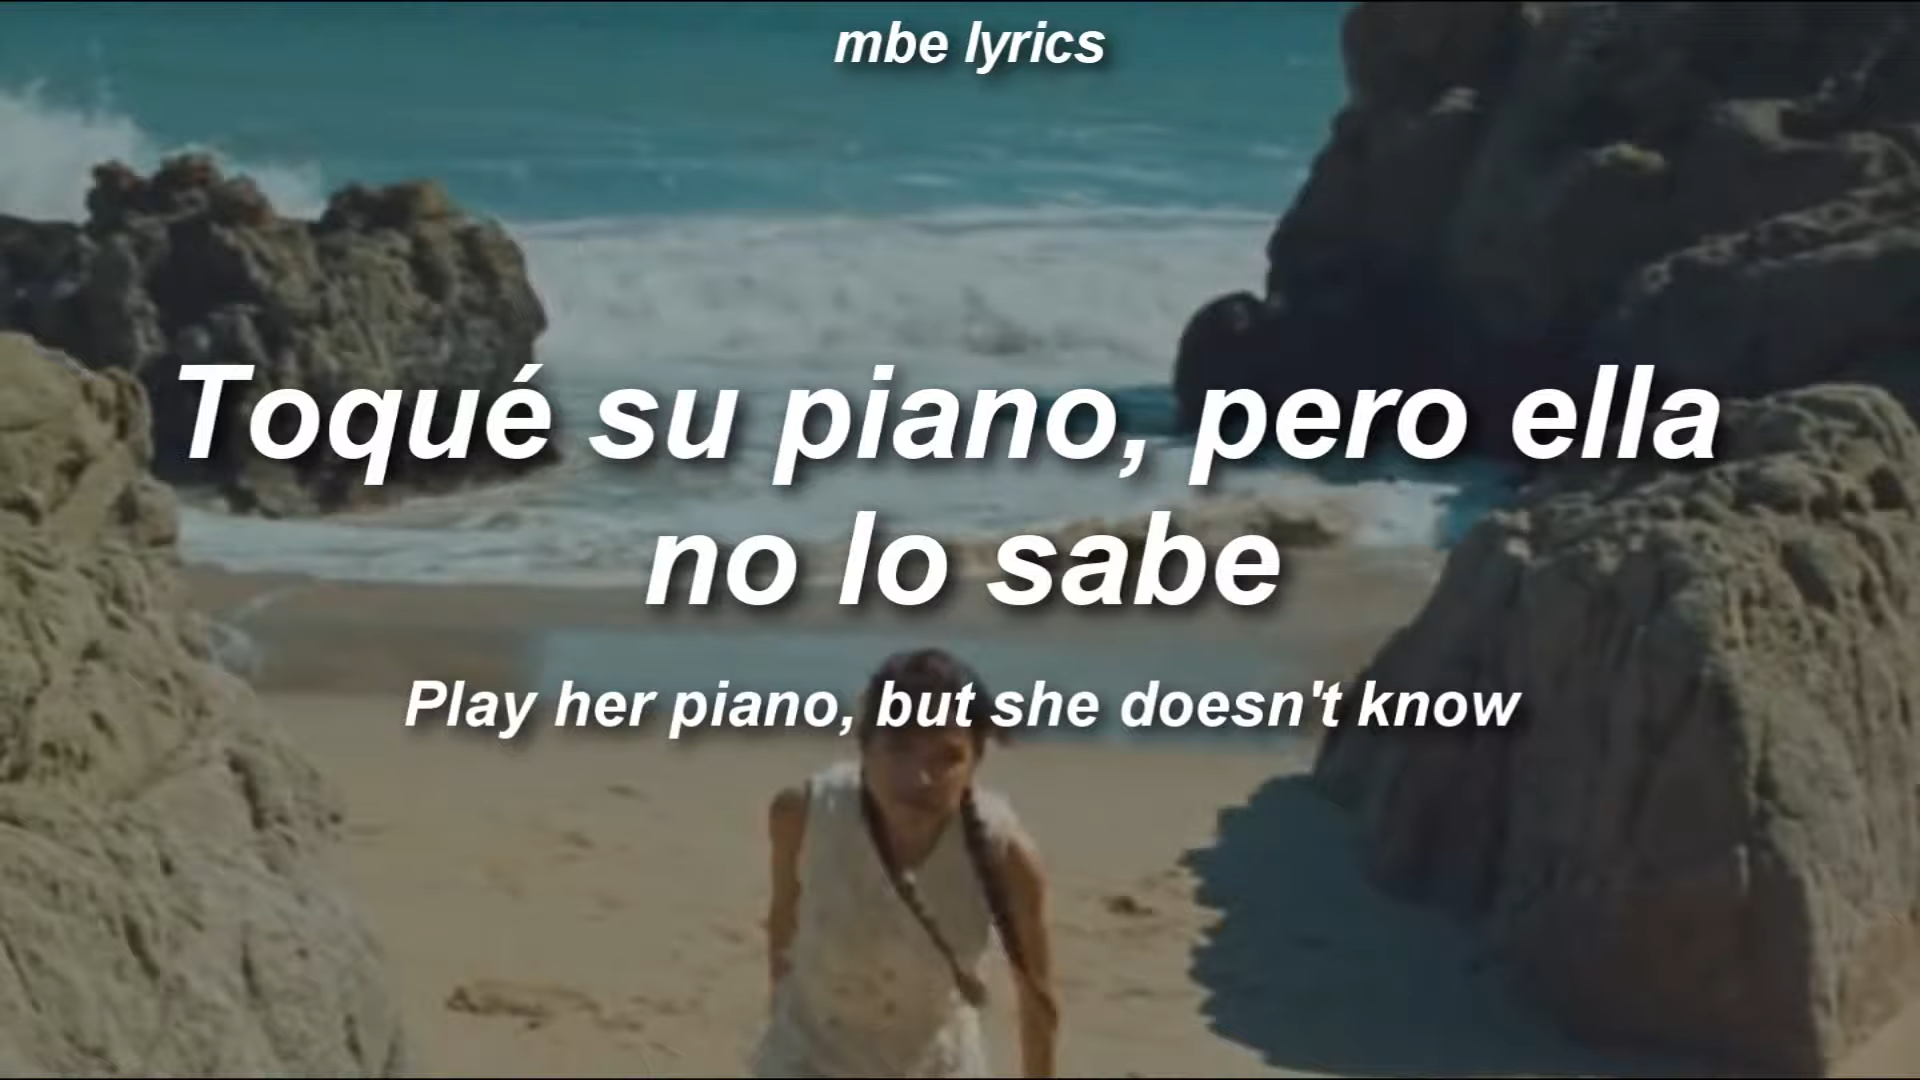 mbe lyrics
Toqué su piano, pero ella
no lo sabe
Play her piano, but she doesn't know